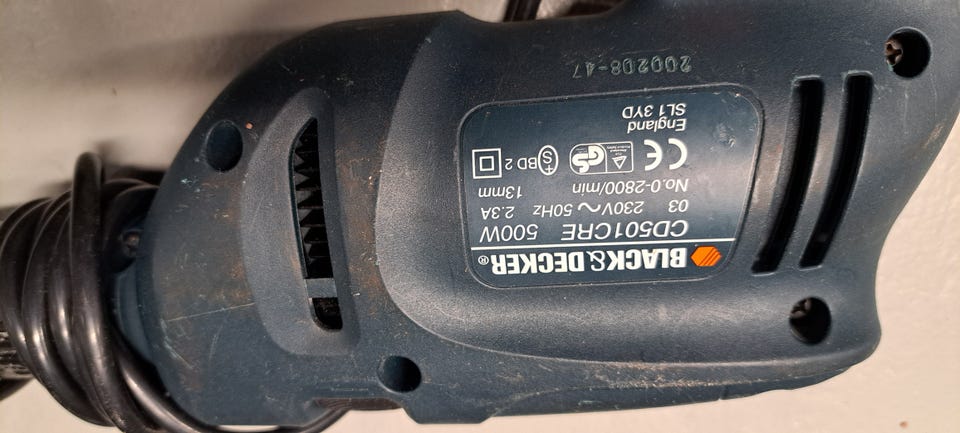 BLACK&DECKER®
CD501CRE 500W
03 230V～50Hz 2.3A
No.0-2800/min 13mm
CE GS S BD 2
England
SL1 3YD
200208-47